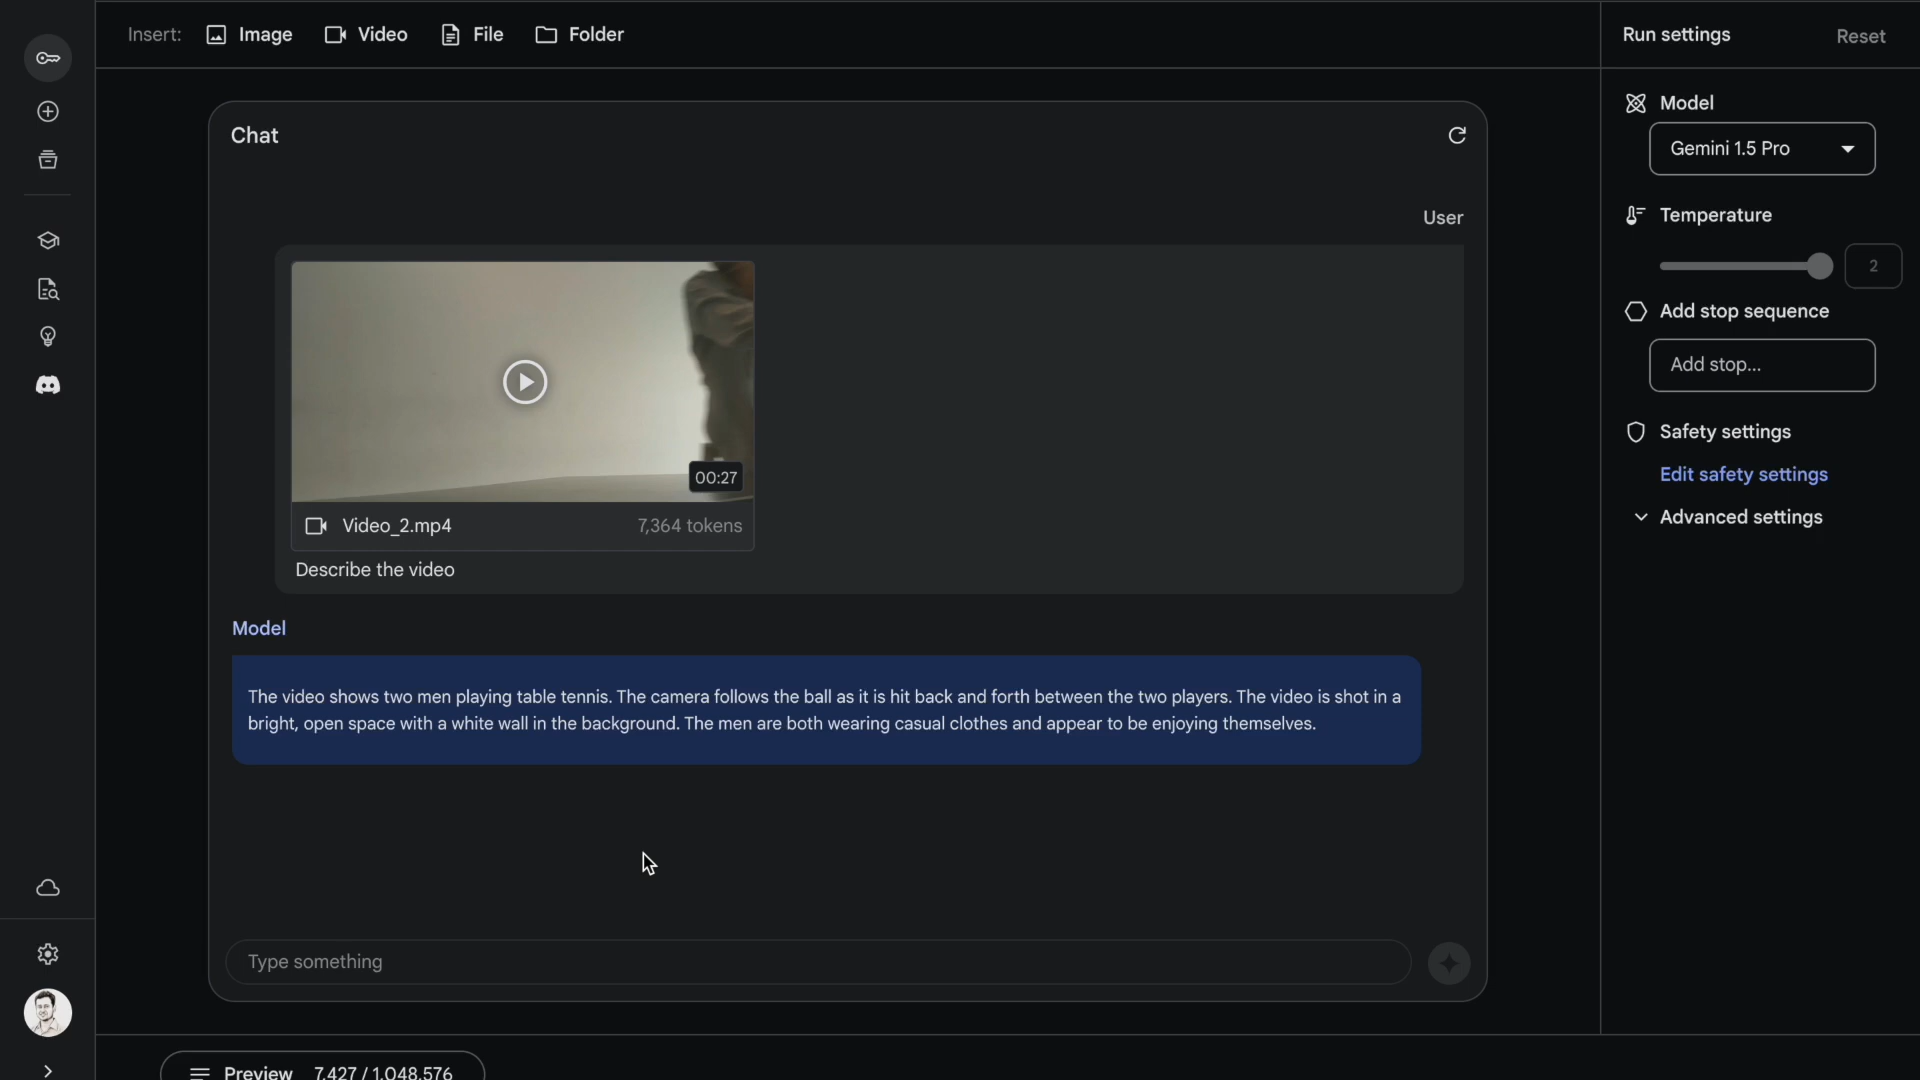 Insert: Image Video File Folder
Run settings Reset
Chat
User
00:27
Video_2.mp4 7,364 tokens
Describe the video
Model
The video shows two men playing table tennis. The camera follows the ball as it is hit back and forth between the two players. The video is shot in a
bright, open space with a white wall in the background. The men are both wearing casual clothes and appear to be enjoying themselves.
Type something
Preview 7,427 / 1,048,576
Model
Gemini 1.5 Pro
Temperature
2
Add stop sequence
Add stop...
Safety settings
Edit safety settings
Advanced settings